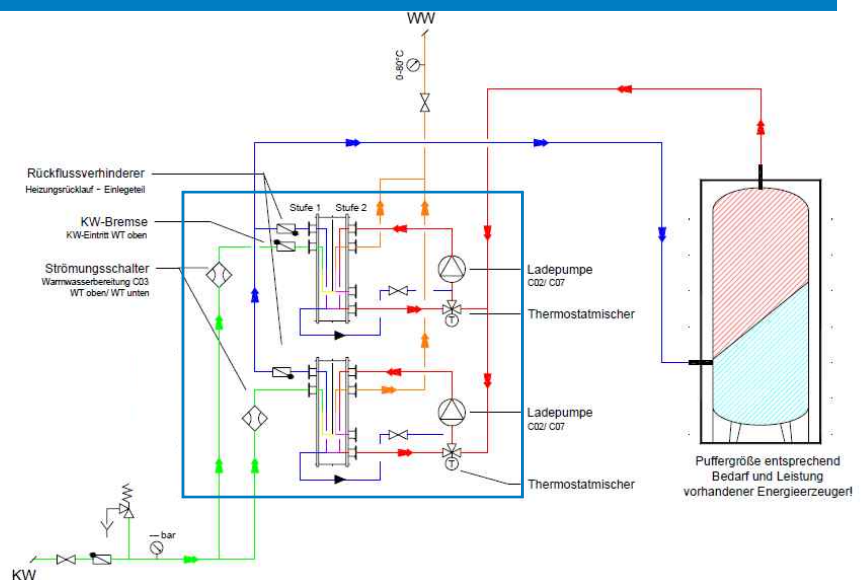 WW
0-80°C
Rückflussverhinderer
Heizungsrücklauf - Einlegeteil
Stufe 1 Stufe 2
KW-Bremse
KW-Eintritt WT oben
Strömungsschalter
Warmwasserbereitung C03
WT oben/ WT unten
Ladepumpe
C02/ C07
T
Thermostatmischer
Ladepumpe
C02/ C07
T
Thermostatmischer
Puffergröße entsprechend
Bedarf und Leistung
vorhandener Energieerzeuger!
--- bar
KW